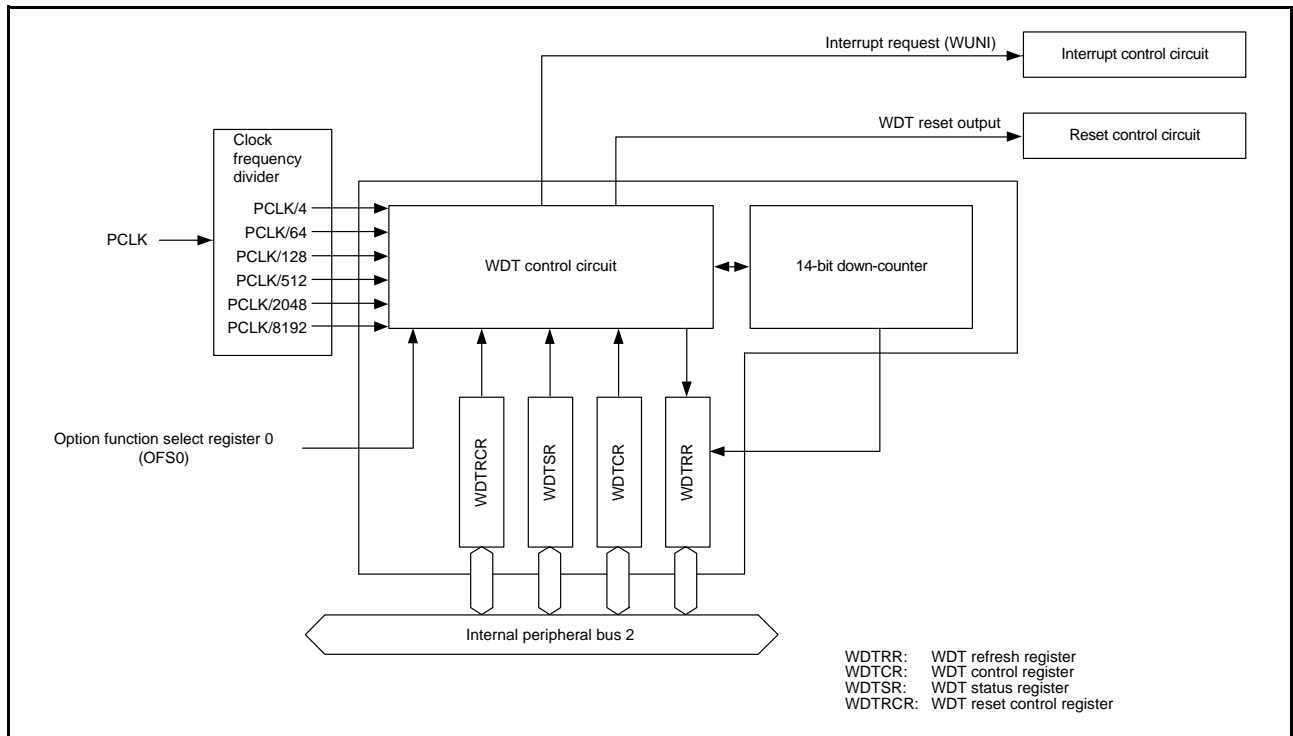 Interrupt request (WUNI)
Interrupt control circuit
WDT reset output
Reset control circuit
Clock
frequency
divider
PCLK/4
PCLK/64
PCLK/128
PCLK/512
PCLK/2048
PCLK/8192
PCLK
WDT control circuit
14-bit down-counter
Option function select register 0
(OFS0)
WDTRCR
WDTSR
WDTCR
WDTRR
Internal peripheral bus 2
WDTRR: WDT refresh register
WDTCR: WDT control register
WDTSR: WDT status register
WDTRCR: WDT reset control register